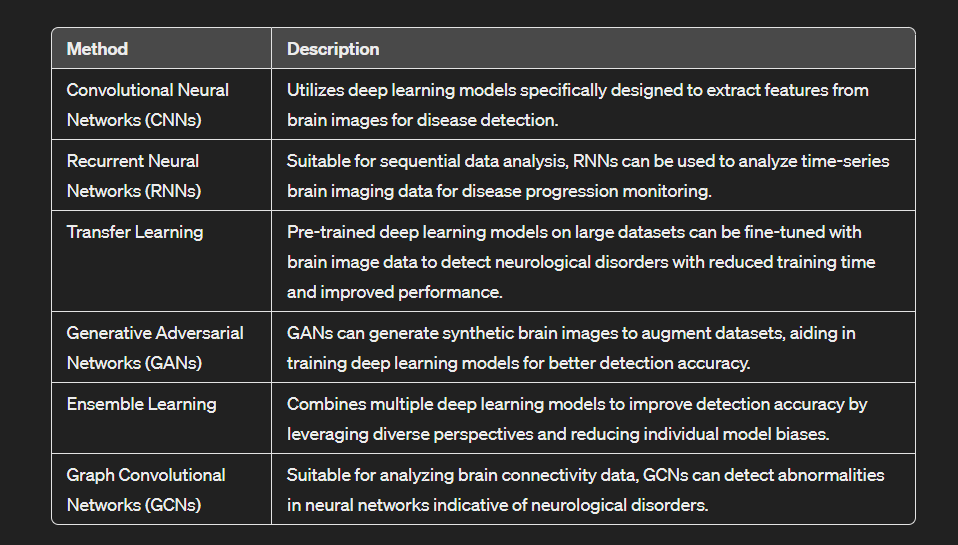 Method Description
Convolutional Neural Utilizes deep learning models specifically designed to extract features from
Networks (CNNs) brain images for disease detection.
Recurrent Neural Suitable for sequential data analysis, RNNs can be used to analyze time-series
Networks (RNNs) brain imaging data for disease progression monitoring.
Transfer Learning Pre-trained deep learning models on large datasets can be fine-tuned with
brain image data to detect neurological disorders with reduced training time
and improved performance.
Generative Adversarial GANs can generate synthetic brain images to augment datasets, aiding in
Networks (GANs) training deep learning models for better detection accuracy.
Ensemble Learning Combines multiple deep learning models to improve detection accuracy by
leveraging diverse perspectives and reducing individual model biases.
Graph Convolutional Suitable for analyzing brain connectivity data, GCNs can detect abnormalities
Networks (GCNs) in neural networks indicative of neurological disorders.